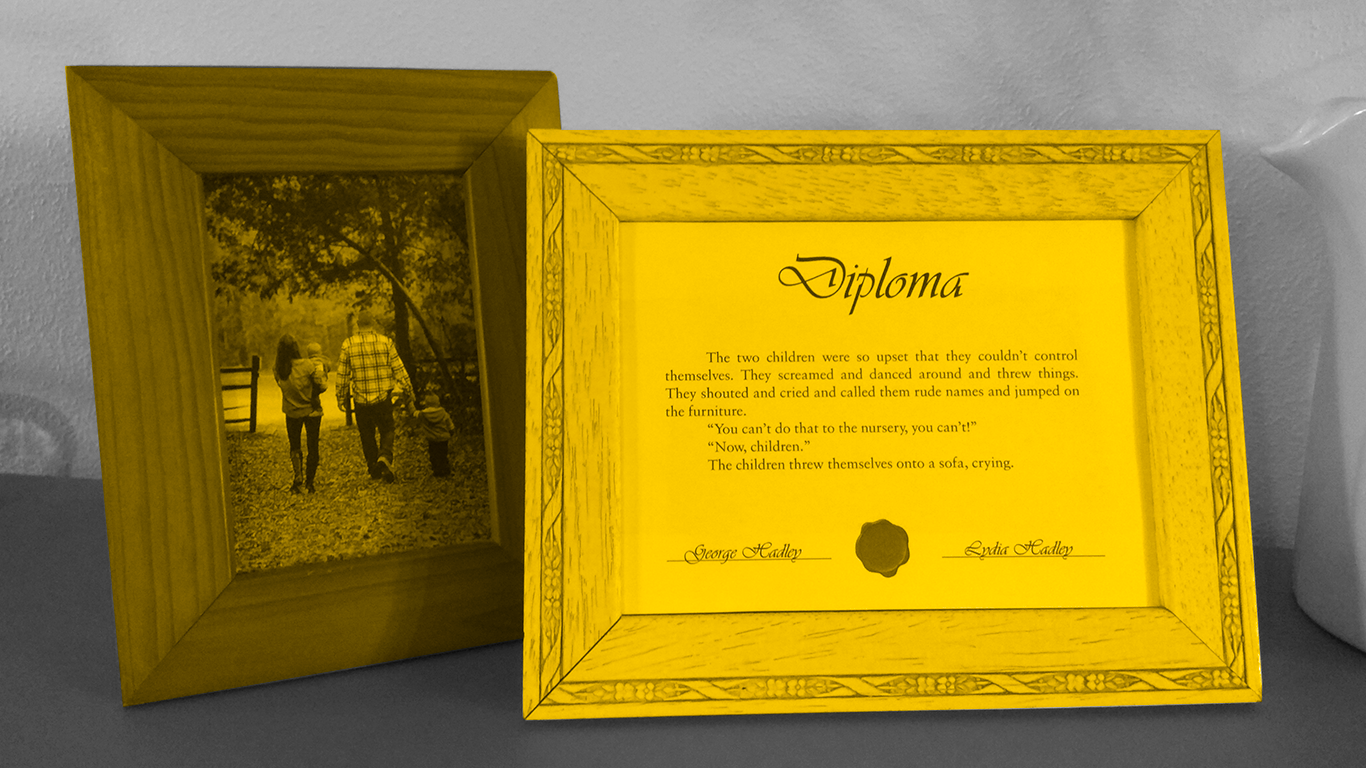 Diploma
The two children were so upset that they couldn’t control
themselves. They screamed and danced around and threw things.
They shouted and cried and called them rude names and jumped on
the furniture.
“You can’t do that to the nursery, you can’t!”
“Now, children.”
The children threw themselves onto a sofa, crying.
George Hadley
Lydia Hadley